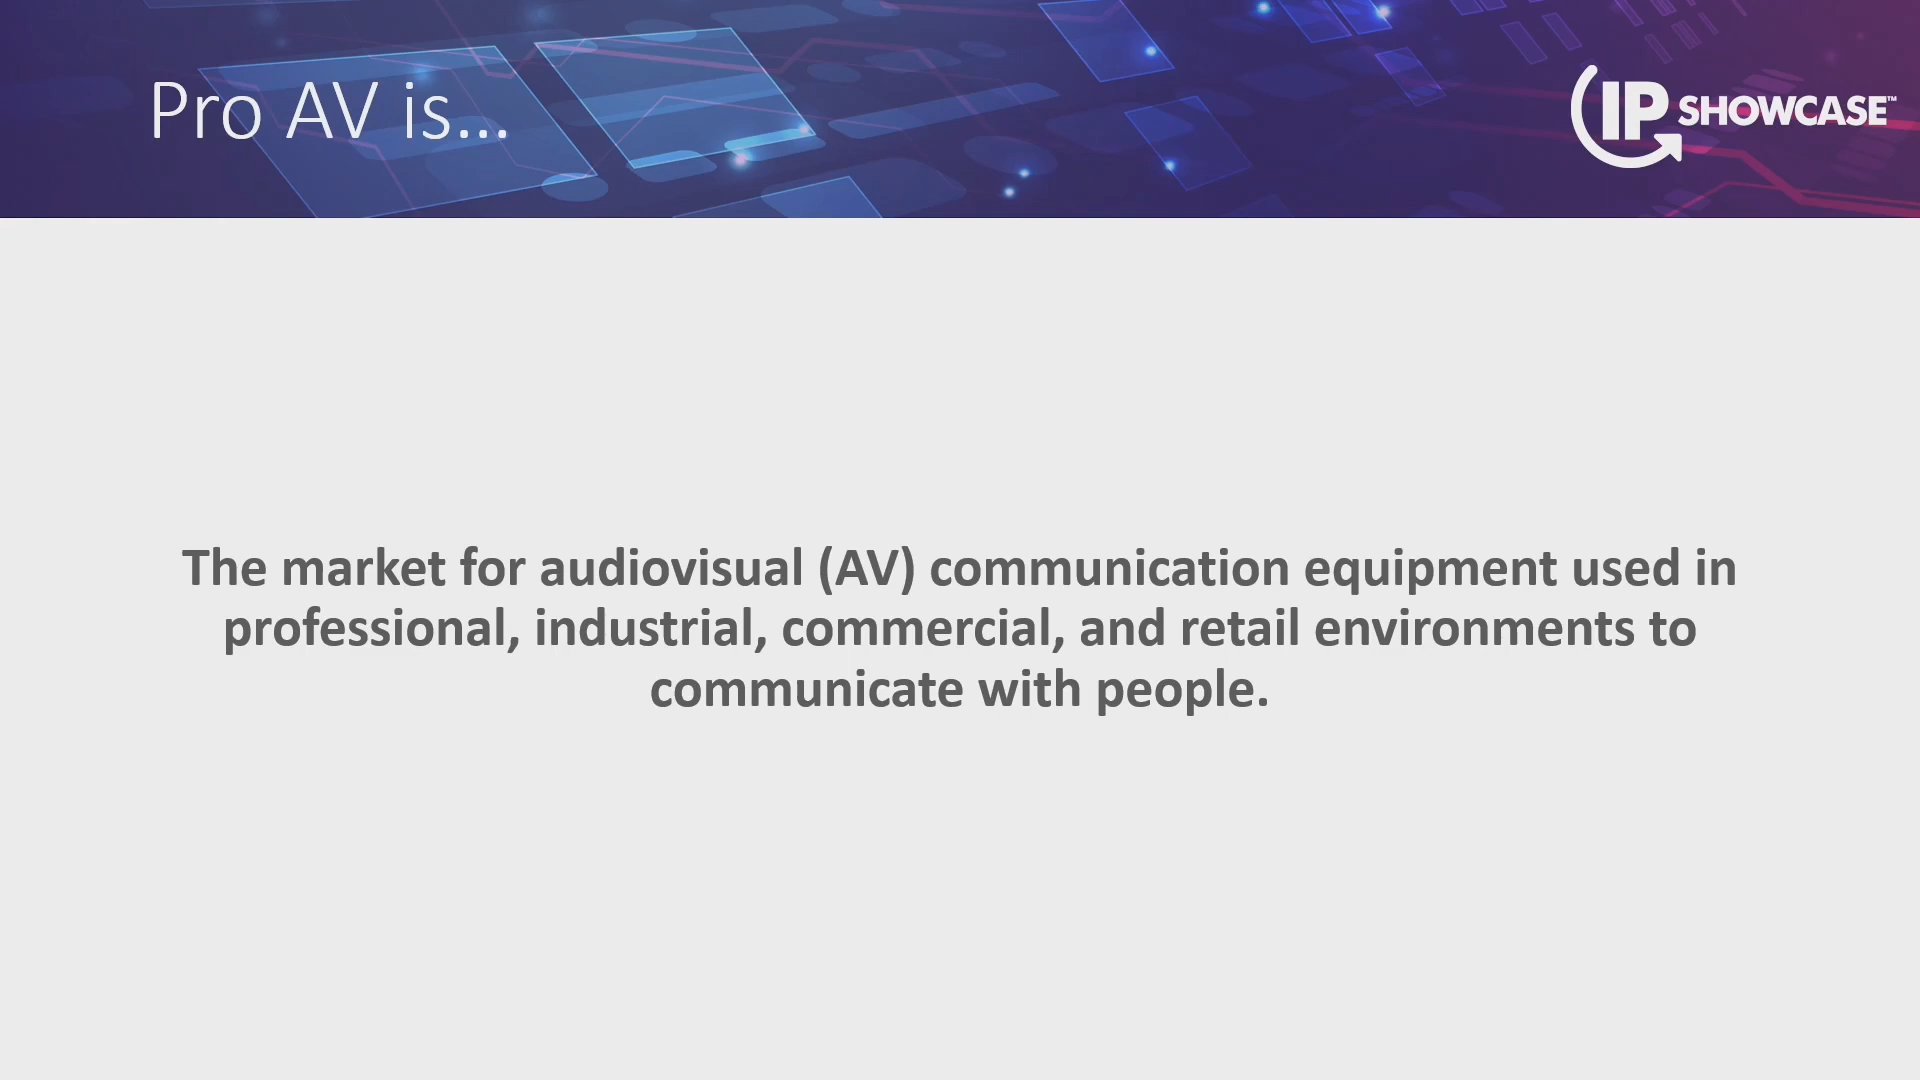 Pro AV is...
IP SHOWCASE™
The market for audiovisual (AV) communication equipment used in
professional, industrial, commercial, and retail environments to
communicate with people.